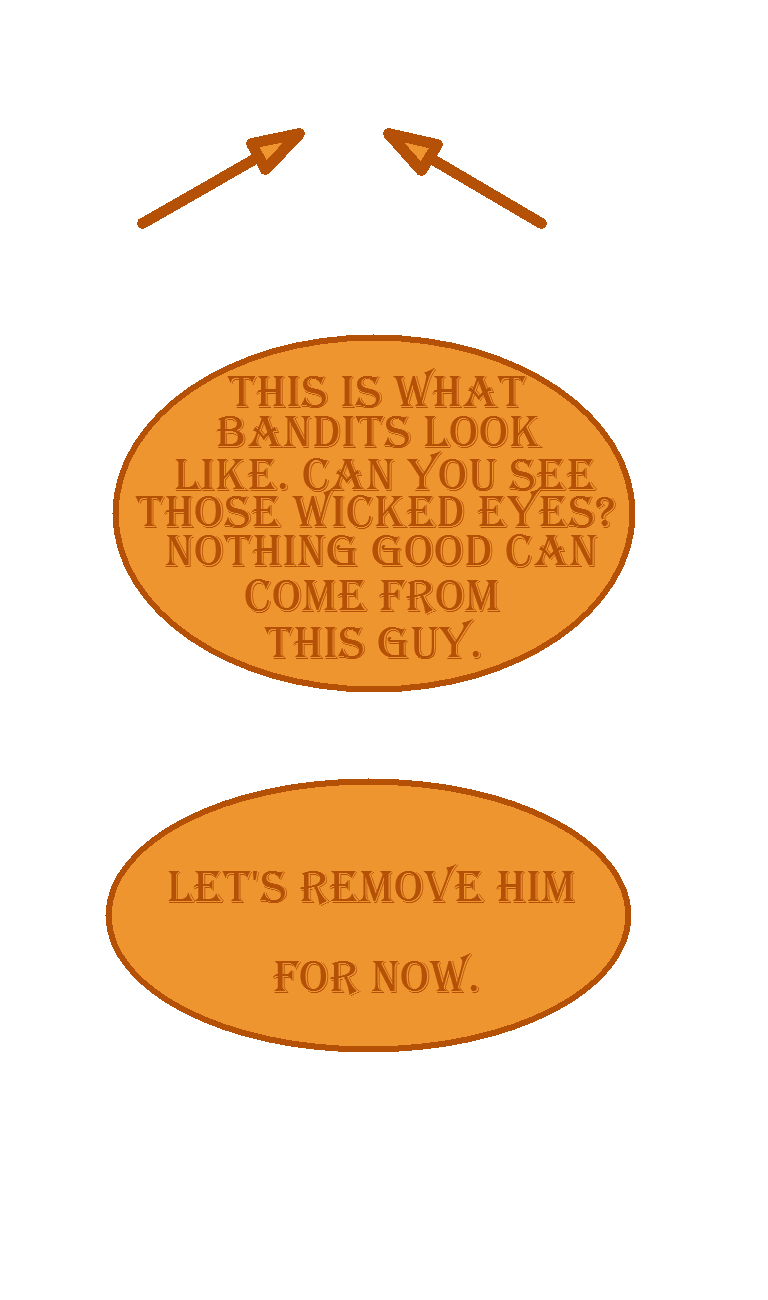 THIS IS WHAT
BANDITS LOOK
LIKE. CAN YOU SEE
THOSE WICKED EYES?
NOTHING GOOD CAN
COME FROM
THIS GUY.
LET'S REMOVE HIM
FOR NOW.